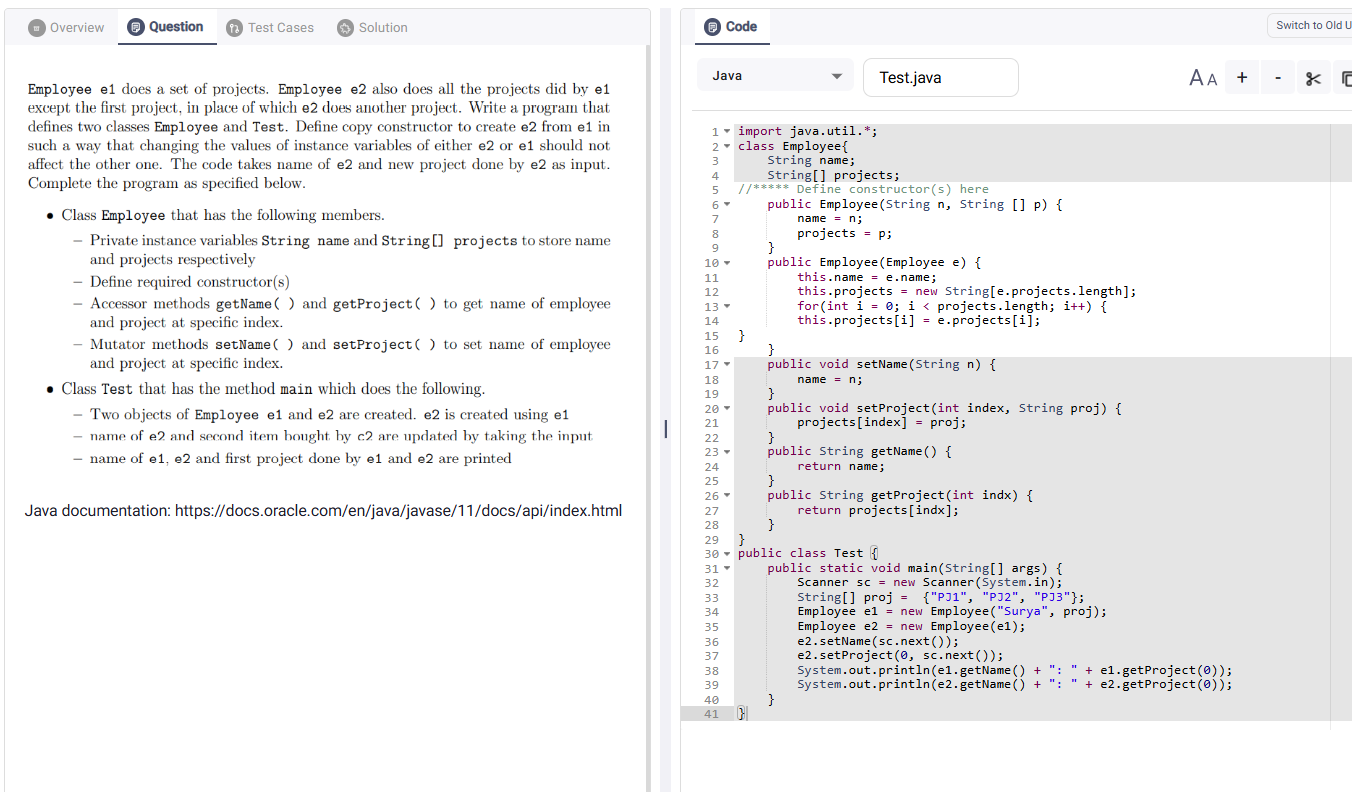 Overview
Question
Test Cases
Solution
Employee e1 does a set of projects. Employee e2 also does all the projects did by e1
except the first project, in place of which e2 does another project. Write a program that
defines two classes Employee and Test. Define copy constructor to create e2 from e1 in
such a way that changing the values of instance variables of either e2 or e1 should not
affect the other one. The code takes name of e2 and new project done by e2 as input.
Complete the program as specified below.
• Class Employee that has the following members.
– Private instance variables String name and String[] projects to store name
and projects respectively
– Define required constructor(s)
– Accessor methods getName( ) and getProject( ) to get name of employee
and project at specific index.
– Mutator methods setName( ) and setProject( ) to set name of employee
and project at specific index.
• Class Test that has the method main which does the following.
– Two objects of Employee e1 and e2 are created. e2 is created using e1
– name of e2 and second item bought by c2 are updated by taking the input
– name of e1, e2 and first project done by e1 and e2 are printed
Java documentation: https://docs.oracle.com/en/java/javase/11/docs/api/index.html
Code
Switch to Old U
Java
Test.java
A A + -
1 import java.util.*;
2 class Employee{
3 String name;
4 String[] projects;
5 //***** Define constructor(s) here
6 public Employee(String n, String [] p) {
7 name = n;
8 projects = p;
9 }
10 public Employee(Employee e) {
11 this.name = e.name;
12 this.projects = new String[e.projects.length];
13 for(int i = 0; i < projects.length; i++) {
14 this.projects[i] = e.projects[i];
15 }
16 }
17 public void setName(String n) {
18 name = n;
19 }
20 public void setProject(int index, String proj) {
21 projects[index] = proj;
22 }
23 public String getName() {
24 return name;
25 }
26 public String getProject(int indx) {
27 return projects[indx];
28 }
29 }
30 public class Test {
31 public static void main(String[] args) {
32 Scanner sc = new Scanner(System.in);
33 String[] proj = {"PJ1", "PJ2", "PJ3"};
34 Employee e1 = new Employee("Surya", proj);
35 Employee e2 = new Employee(e1);
36 e2.setName(sc.next());
37 e2.setProject(0, sc.next());
38 System.out.println(e1.getName() + ": " + e1.getProject(0));
39 System.out.println(e2.getName() + ": " + e2.getProject(0));
40 }
41 }